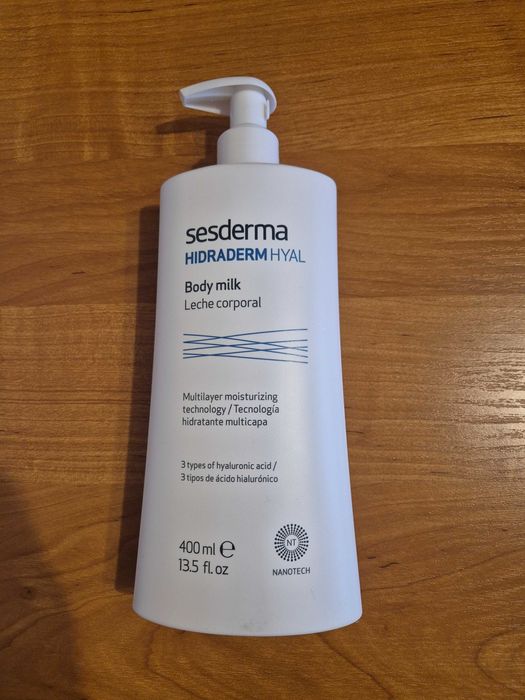 sesderma
HIDRADERM HYAL
Body milk
Leche corporal
Multilayer moisturizing
technology / Tecnología
hidratante multicapa
3 types of hyaluronic acid /
3 tipos de ácido hialurónico
400 ml ℮
13.5 fl. oz
NT
NANOTECH